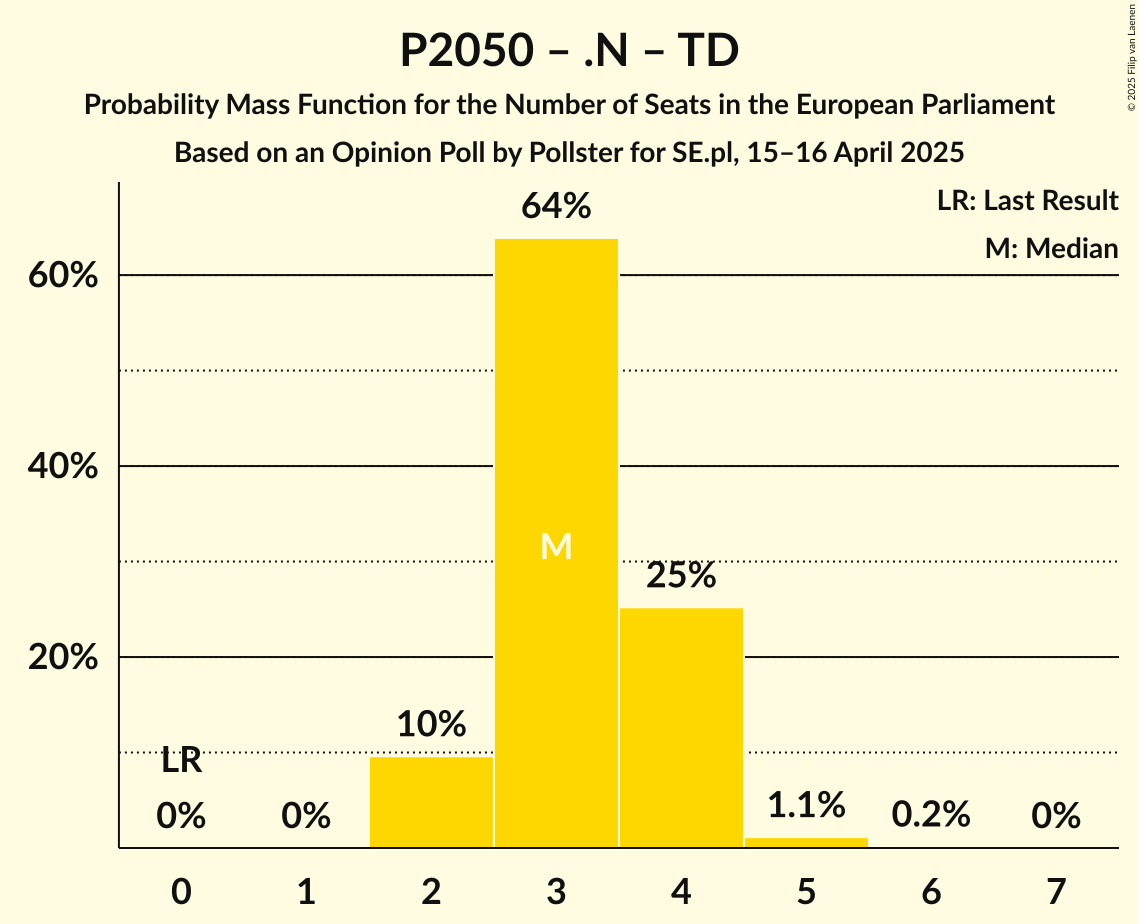 P2050 – .N – TD
Probability Mass Function for the Number of Seats in the European Parliament
Based on an Opinion Poll by Pollster for SE.pl, 15–16 April 2025
© 2025 Filip van Laenen
LR: Last Result
M: Median
64%
60%
40%
M
25%
20%
10%
LR
0%
0%
1.1%
0.2%
0%
0 1 2 3 4 5 6 7